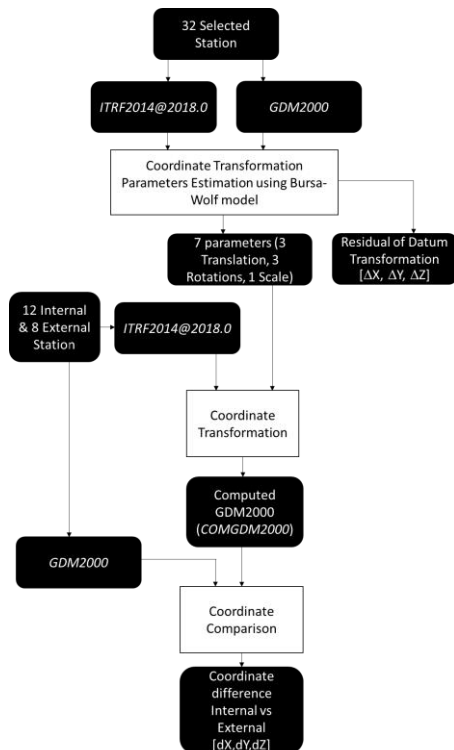 32 Selected
Station
ITRF2014@2018.0
GDM2000
Coordinate Transformation
Parameters Estimation using Bursa-
Wolf model
7 parameters (3
Translation, 3
Rotations, 1 Scale)
Residual of Datum
Transformation
[ΔX, ΔY, ΔZ]
12 Internal
& 8 External
Station
ITRF2014@2018.0
Coordinate
Transformation
Computed
GDM2000
(COMGDM2000)
GDM2000
Coordinate
Comparison
Coordinate
difference
Internal vs
External
[dX,dY,dZ]